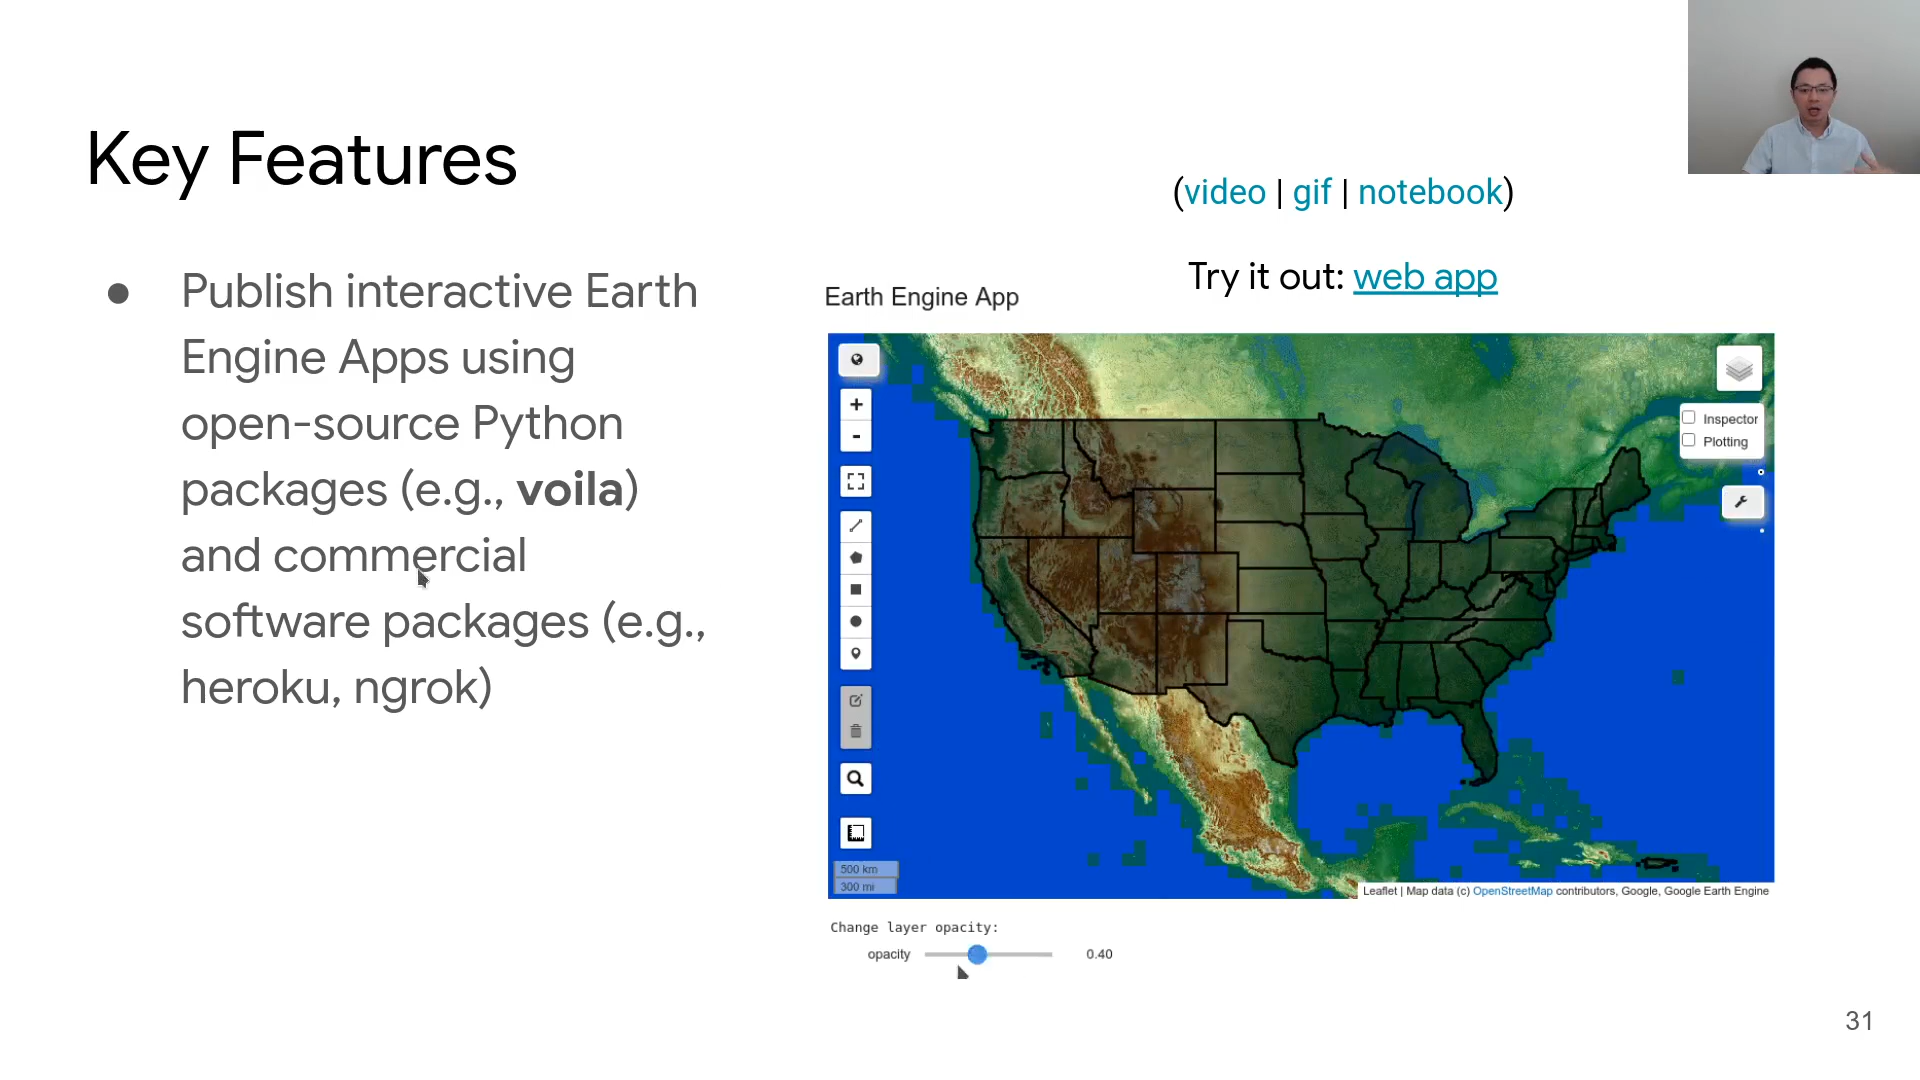 Key Features
(video | gif | notebook)
Try it out: web app
● Publish interactive Earth
Engine Apps using
open-source Python
packages (e.g., voila)
and commercial
software packages (e.g.,
heroku, ngrok)
Earth Engine App
+
-
Inspector
Plotting
500 km
300 mi
Leaflet | Map data (c) OpenStreetMap contributors, Google, Google Earth Engine
Change layer opacity:
opacity 0.40
31